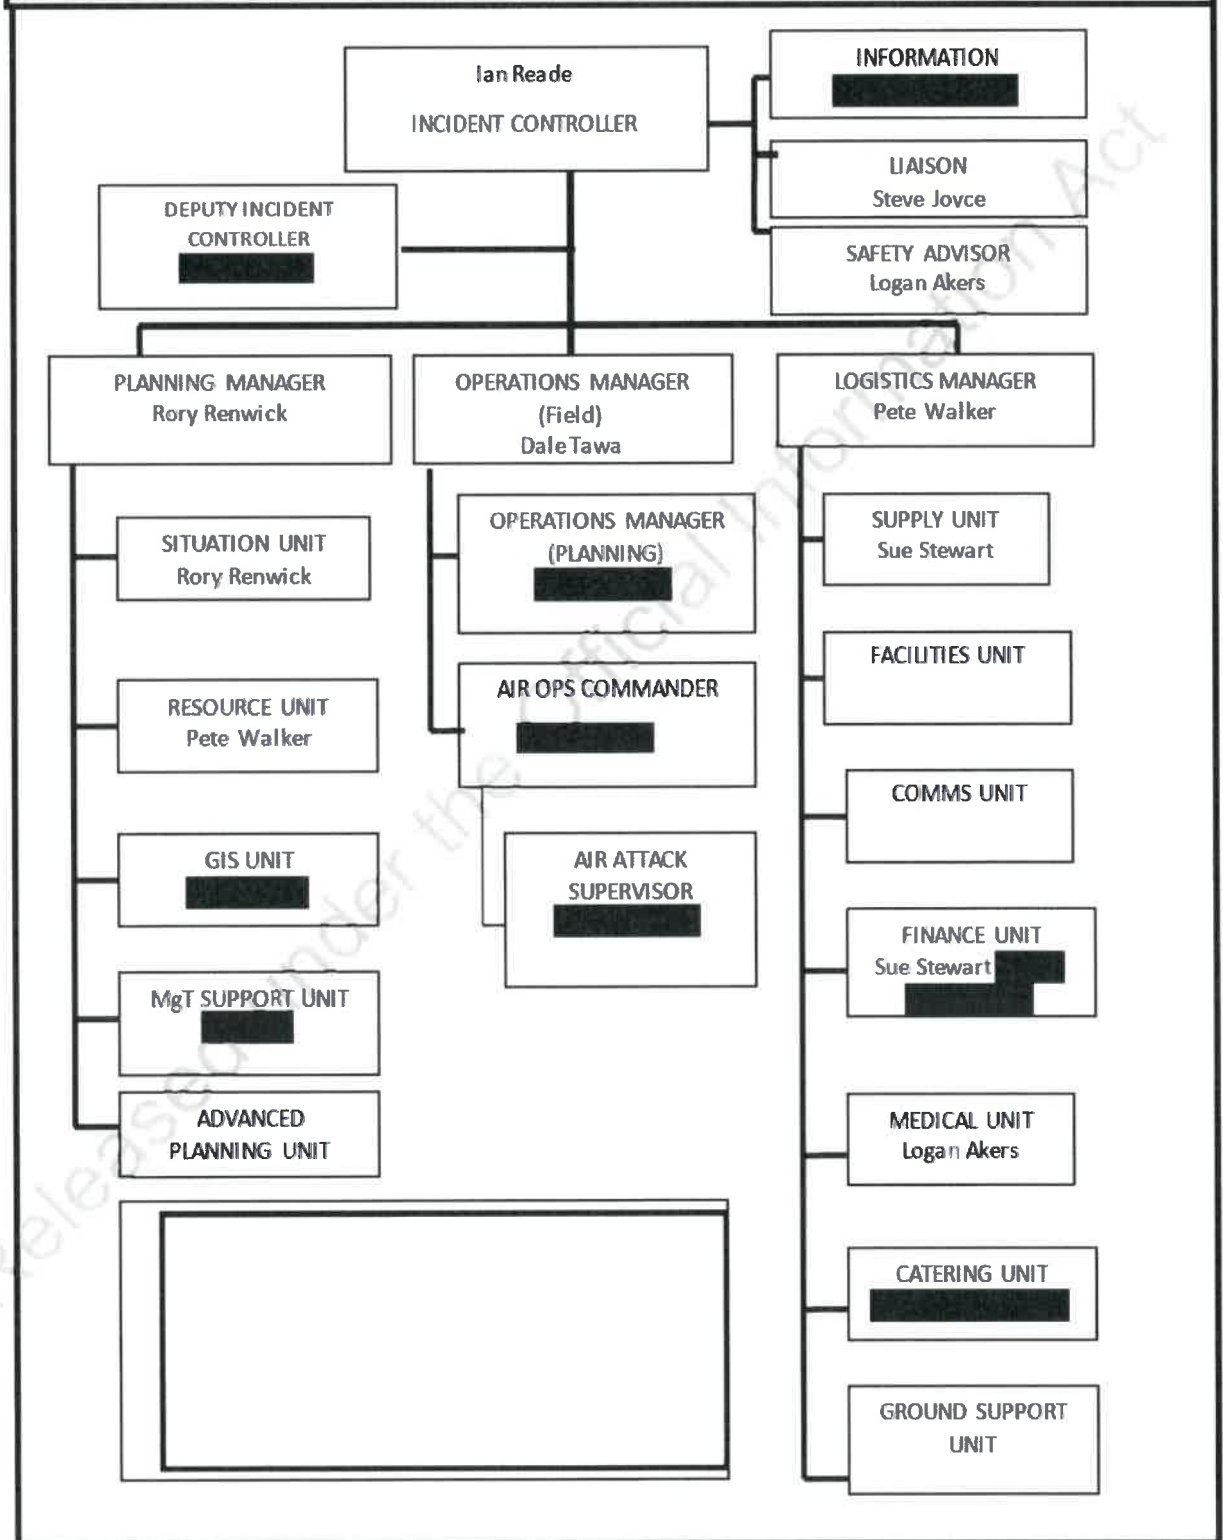 Ian Reade
INCIDENT CONTROLLER
INFORMATION
LIAISON
Steve Joyce
SAFETY ADVISOR
Logan Akers
DEPUTY INCIDENT
CONTROLLER
PLANNING MANAGER
Rory Renwick
OPERATIONS MANAGER
(Field)
Dale Tawa
LOGISTICS MANAGER
Pete Walker
SITUATION UNIT
Rory Renwick
RESOURCE UNIT
Pete Walker
GIS UNIT
MgT SUPPORT UNIT
ADVANCED
PLANNING UNIT
OPERATIONS MANAGER
(PLANNING)
AIR OPS COMMANDER
AIR ATTACK
SUPERVISOR
SUPPLY UNIT
Sue Stewart
FACILITIES UNIT
COMMS UNIT
FINANCE UNIT
Sue Stewart
MEDICAL UNIT
Logan Akers
CATERING UNIT
GROUND SUPPORT
UNIT
Released under the Official Information Act